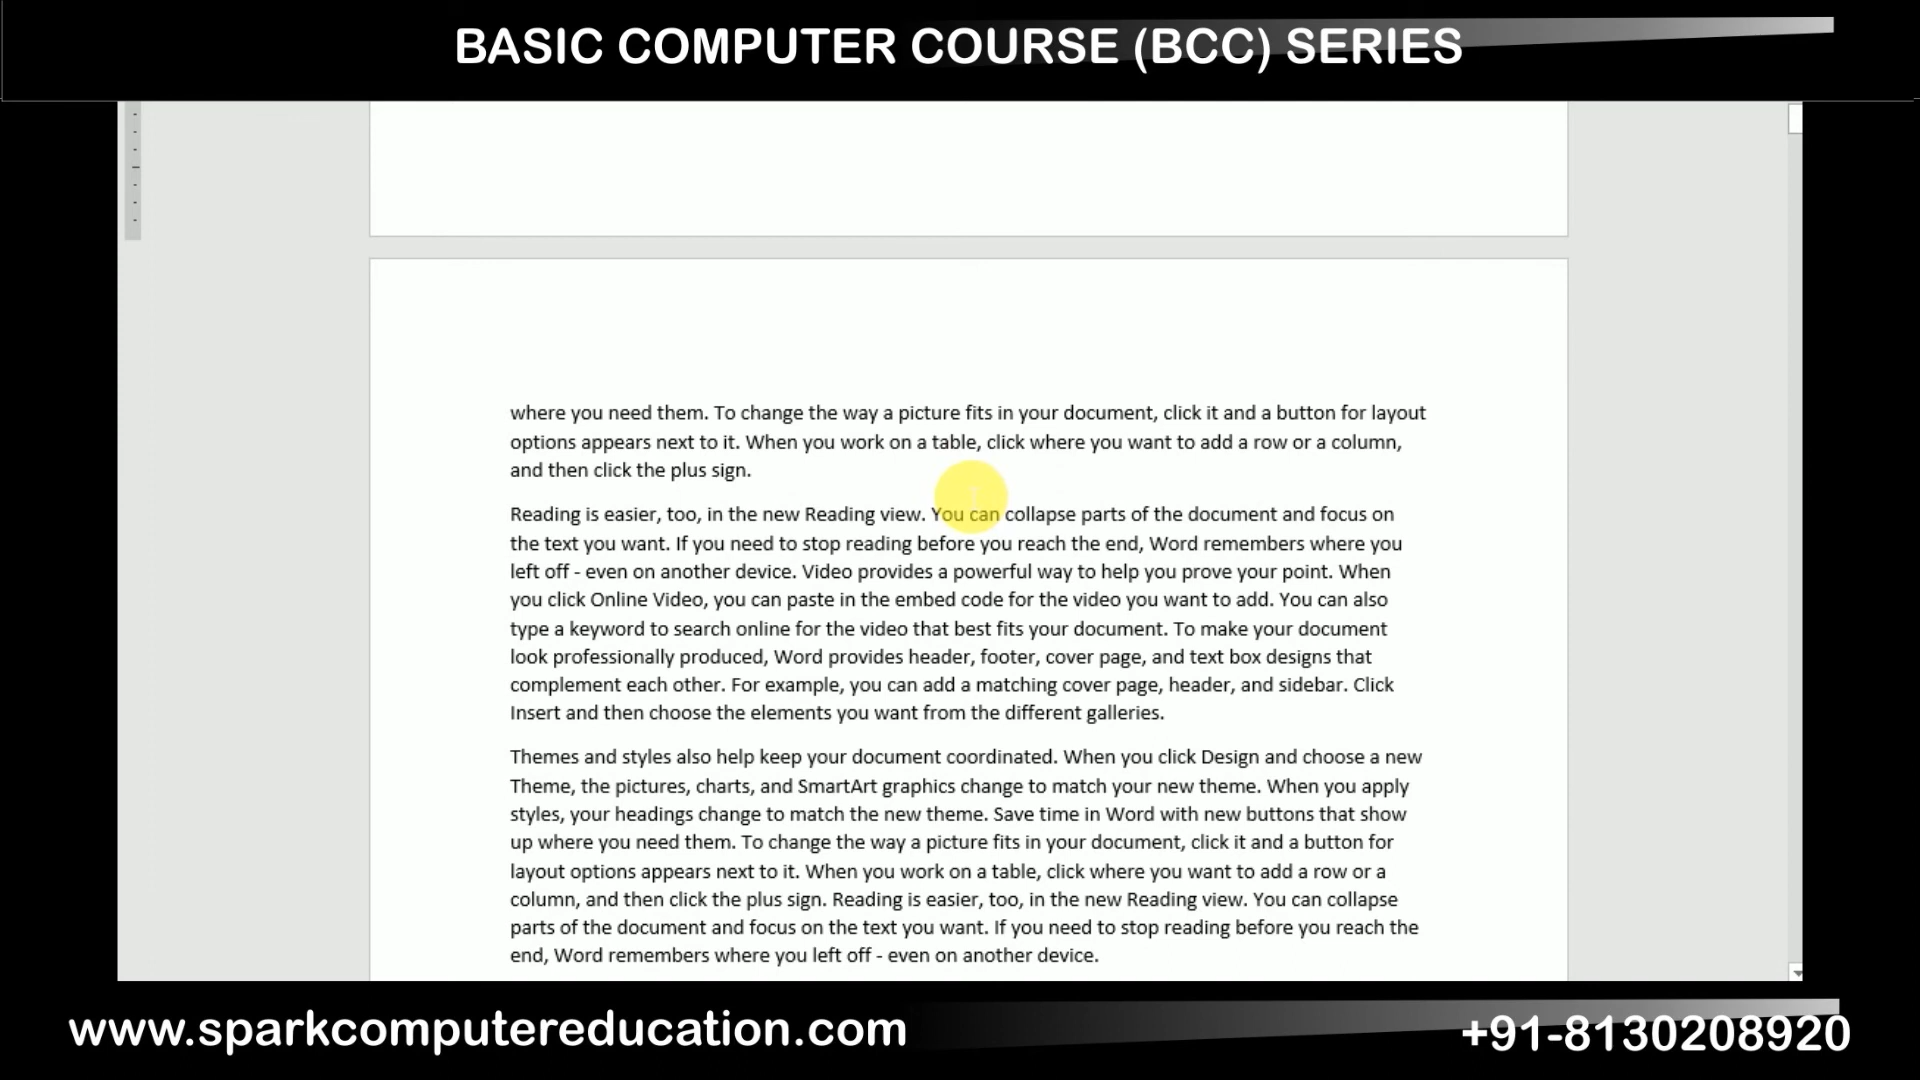 BASIC COMPUTER COURSE (BCC) SERIES
where you need them. To change the way a picture fits in your document, click it and a button for layout
options appears next to it. When you work on a table, click where you want to add a row or a column,
and then click the plus sign.
Reading is easier, too, in the new Reading view. You can collapse parts of the document and focus on
the text you want. If you need to stop reading before you reach the end, Word remembers where you
left off - even on another device. Video provides a powerful way to help you prove your point. When
you click Online Video, you can paste in the embed code for the video you want to add. You can also
type a keyword to search online for the video that best fits your document. To make your document
look professionally produced, Word provides header, footer, cover page, and text box designs that
complement each other. For example, you can add a matching cover page, header, and sidebar. Click
Insert and then choose the elements you want from the different galleries.
Themes and styles also help keep your document coordinated. When you click Design and choose a new
Theme, the pictures, charts, and SmartArt graphics change to match your new theme. When you apply
styles, your headings change to match the new theme. Save time in Word with new buttons that show
up where you need them. To change the way a picture fits in your document, click it and a button for
layout options appears next to it. When you work on a table, click where you want to add a row or a
column, and then click the plus sign. Reading is easier, too, in the new Reading view. You can collapse
parts of the document and focus on the text you want. If you need to stop reading before you reach the
end, Word remembers where you left off - even on another device.
www.sparkcomputereducation.com
+91-8130208920